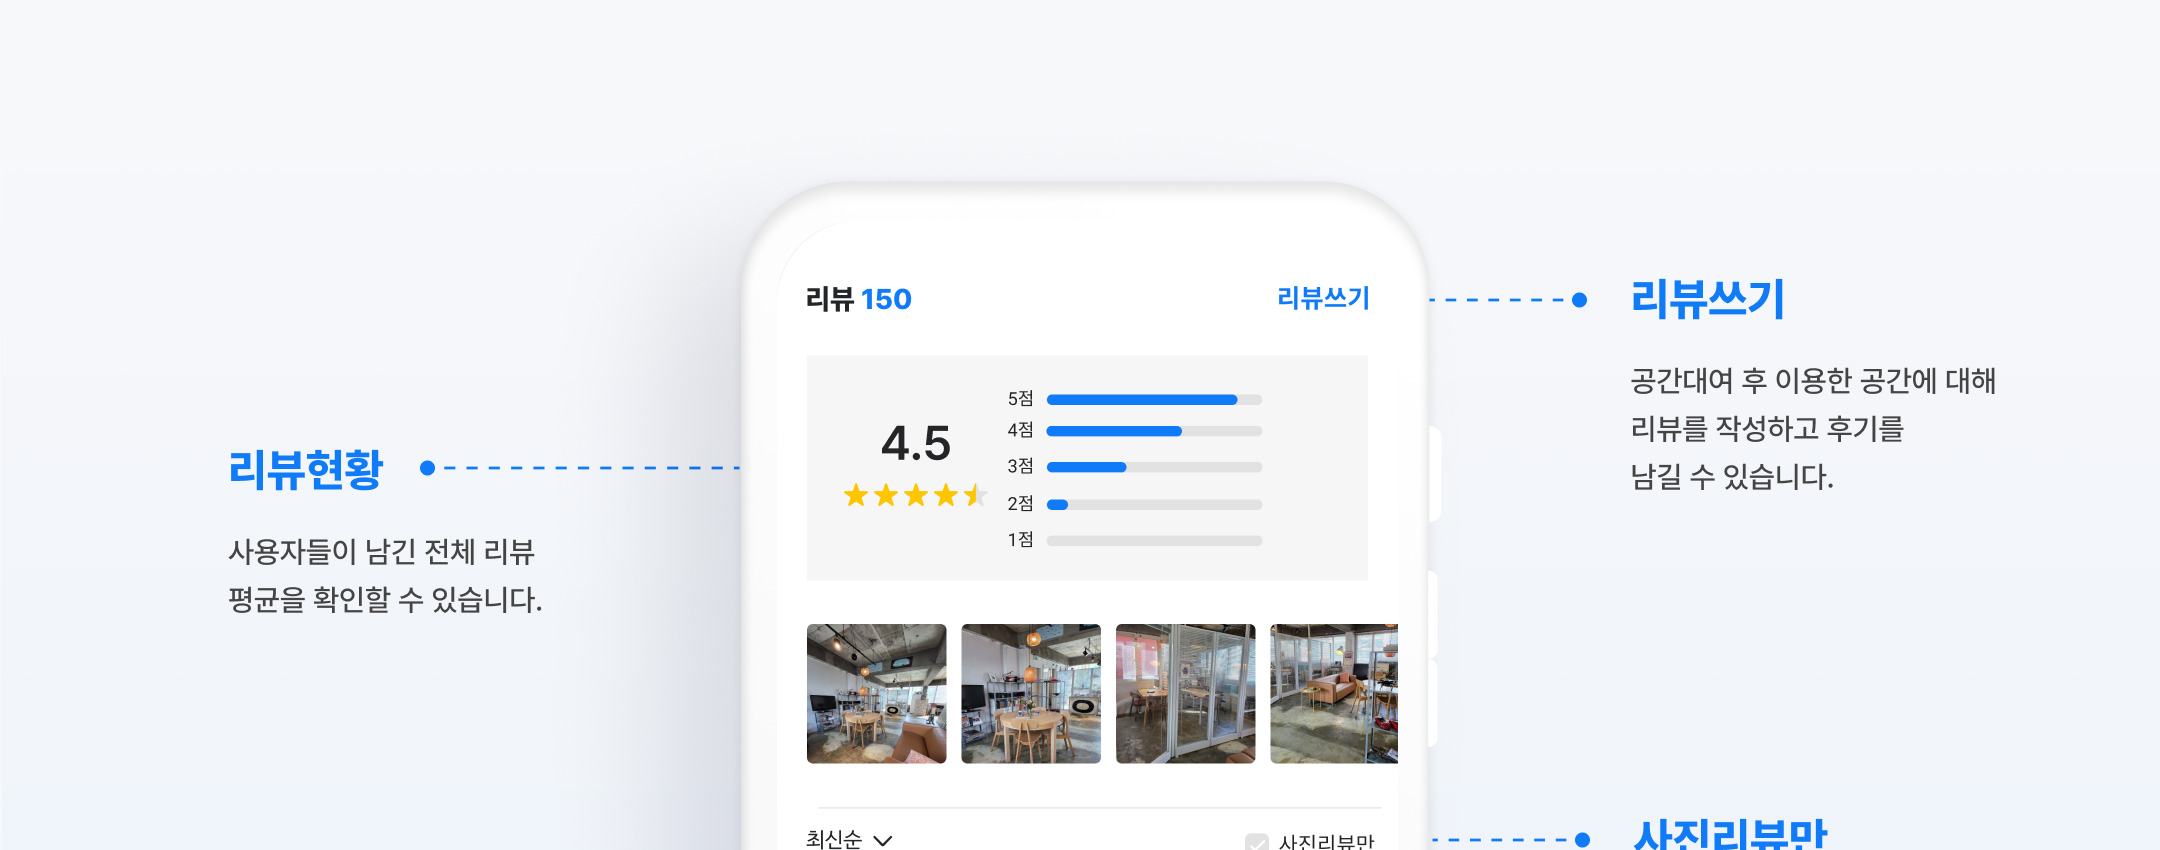 리뷰 150
리뷰쓰기
4.5
5점
4점
3점
2점
1점
최신순
사진리뷰만
리뷰현황
사용자들이 남긴 전체 리뷰
평균을 확인할 수 있습니다.
리뷰쓰기
공간대여 후 이용한 공간에 대해
리뷰를 작성하고 후기를
남길 수 있습니다.
사진리뷰만